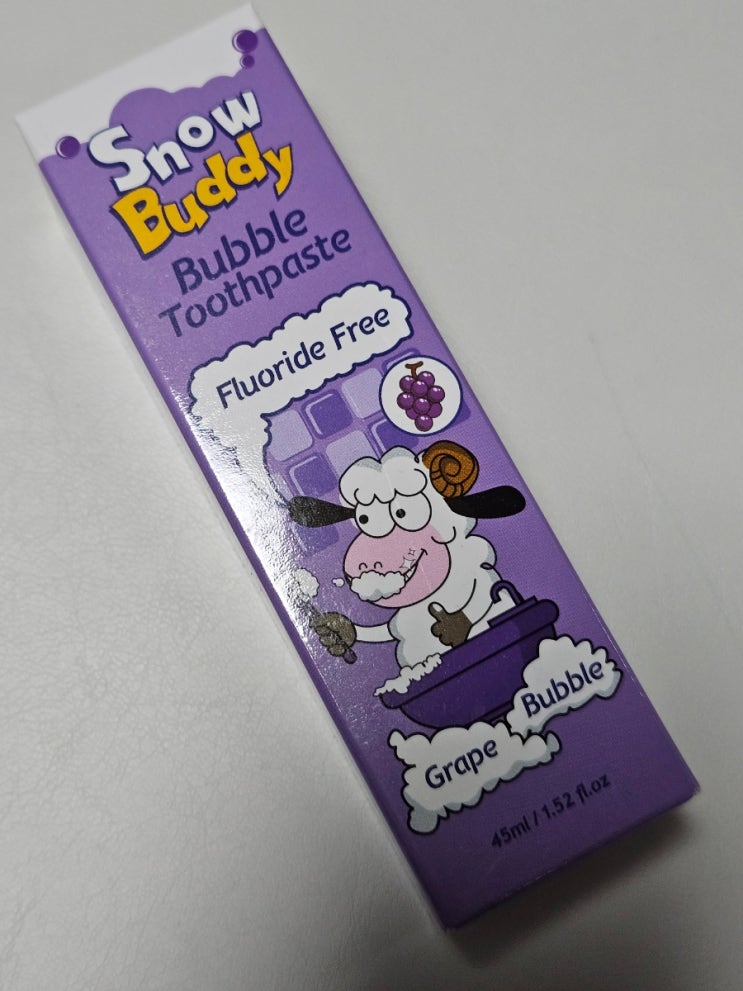 Snow
Buddy
Bubble
Toothpaste
Fluoride Free
Bubble
Grape
45ml / 1.52 fl.oz